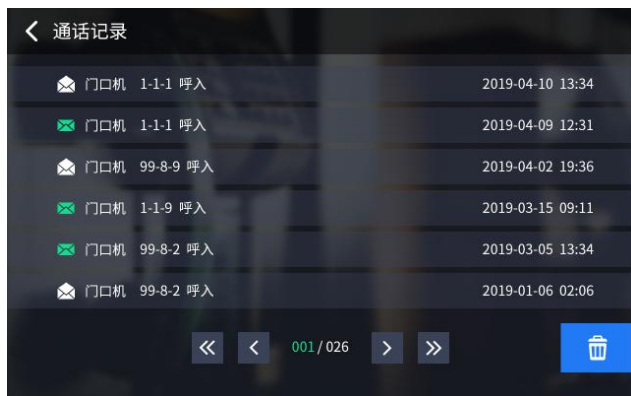 通话记录
门口机 1-1-1 呼入 2019-04-10 13:34
门口机 1-1-1 呼入 2019-04-09 12:31
门口机 99-8-9 呼入 2019-04-02 19:36
门口机 1-1-9 呼入 2019-03-15 09:11
门口机 99-8-2 呼入 2019-03-05 13:34
门口机 99-8-2 呼入 2019-01-06 02:06
001/026